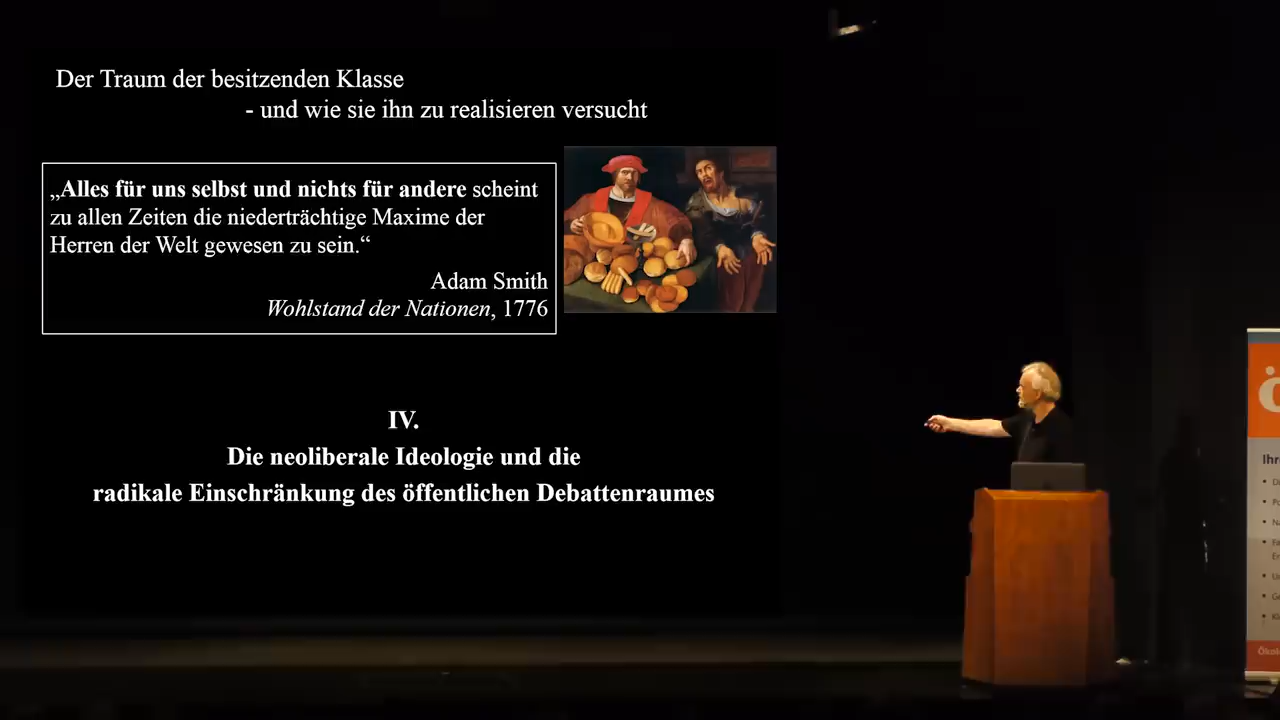 Der Traum der besitzenden Klasse
- und wie sie ihn zu realisieren versucht
„Alles für uns selbst und nichts für andere scheint
zu allen Zeiten die niederträchtige Maxime der
Herren der Welt gewesen zu sein.“
Adam Smith
Wohlstand der Nationen, 1776
IV.
Die neoliberale Ideologie und die
radikale Einschränkung des öffentlichen Debattenraumes